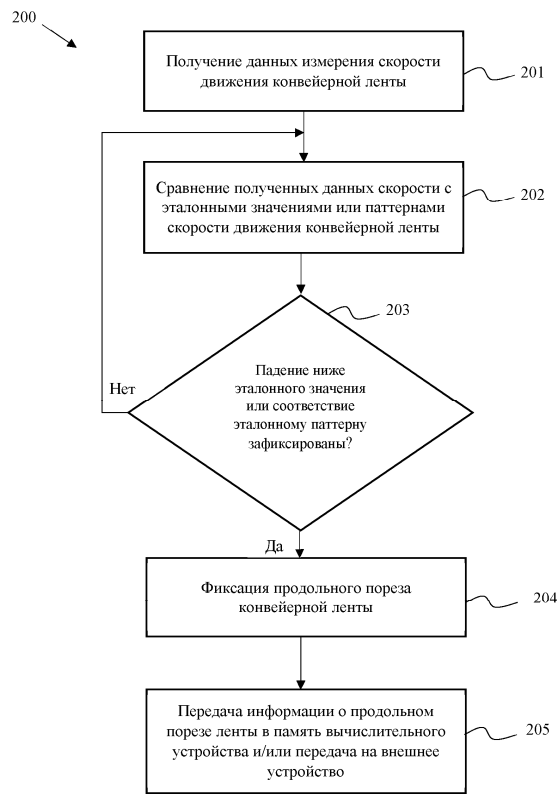 200
Получение данных измерения скорости
движения конвейерной ленты
201
Сравнение полученных данных скорости с
эталонными значениями или паттернами
скорости движения конвейерной ленты
202
203
Падение ниже
эталонного значения
или соответствие
эталонному паттерну
зафиксированы?
Нет
Да
Фиксация продольного пореза
конвейерной ленты
204
Передача информации о продольном
порезе ленты в память вычислительного
устройства и/или передача на внешнее
устройство
205